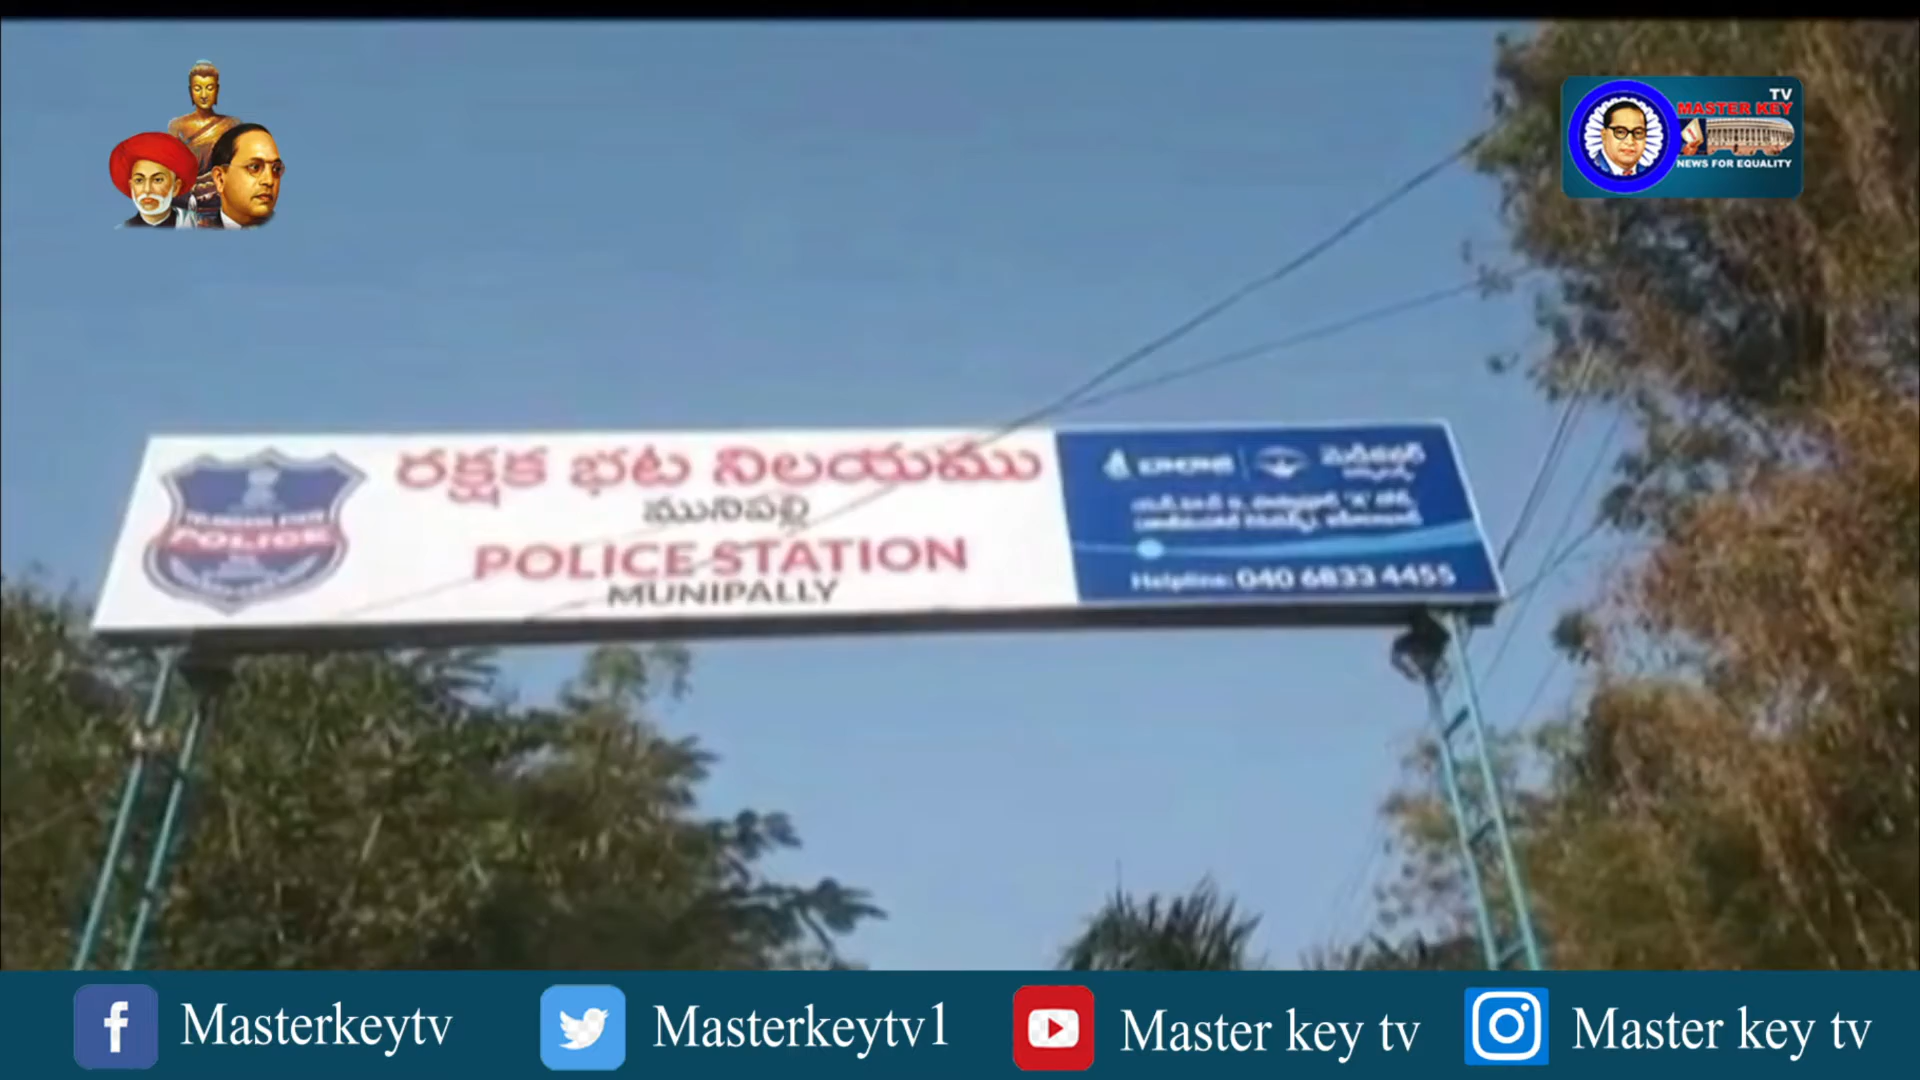 TV
MASTER KEY
NEWS FOR EQUALITY
రక్షక భట నిలయము
మునిపల్లి
POLICE STATION
MUNIPALLY
POLICE
బాలాజి
Helpline: 040 6833 4455
Masterkeytv
Masterkeytv1
Master key tv
Master key tv